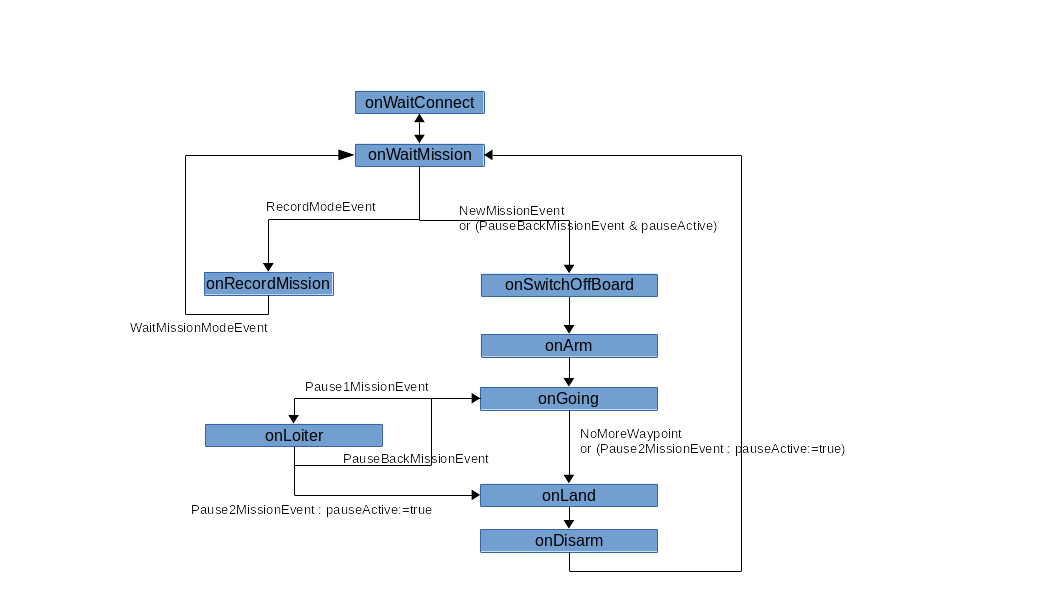 onWaitConnect
onWaitMission
RecordModeEvent
NewMissionEvent
or (PauseBackMissionEvent & pauseActive)
onRecordMission
onSwitchOffBoard
WaitMissionModeEvent
onArm
Pause1MissionEvent
onGoing
onLoiter
NoMoreWaypoint
or (Pause2MissionEvent : pauseActive:=true)
PauseBackMissionEvent
onLand
Pause2MissionEvent : pauseActive:=true
onDisarm